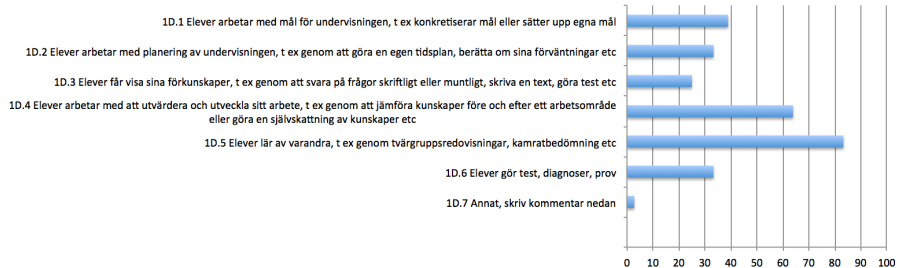 1D.1 Elever arbetar med mål för undervisningen, t ex konkretiserar mål eller sätter upp egna mål
1D.2 Elever arbetar med planering av undervisningen, t ex genom att göra en egen tidsplan, berätta om sina förväntningar etc
1D.3 Elever får visa sina förkunskaper, t ex genom att svara på frågor skriftligt eller muntligt, skriva en text, göra test etc
1D.4 Elever arbetar med att utvärdera och utveckla sitt arbete, t ex genom att jämföra kunskaper före och efter ett arbetsområde
eller göra en självskattning av kunskaper etc
1D.5 Elever lär av varandra, t ex genom tvärgruppsredovisningar, kamratbedömning etc
1D.6 Elever gör test, diagnoser, prov
1D.7 Annat, skriv kommentar nedan
0 10 20 30 40 50 60 70 80 90 100